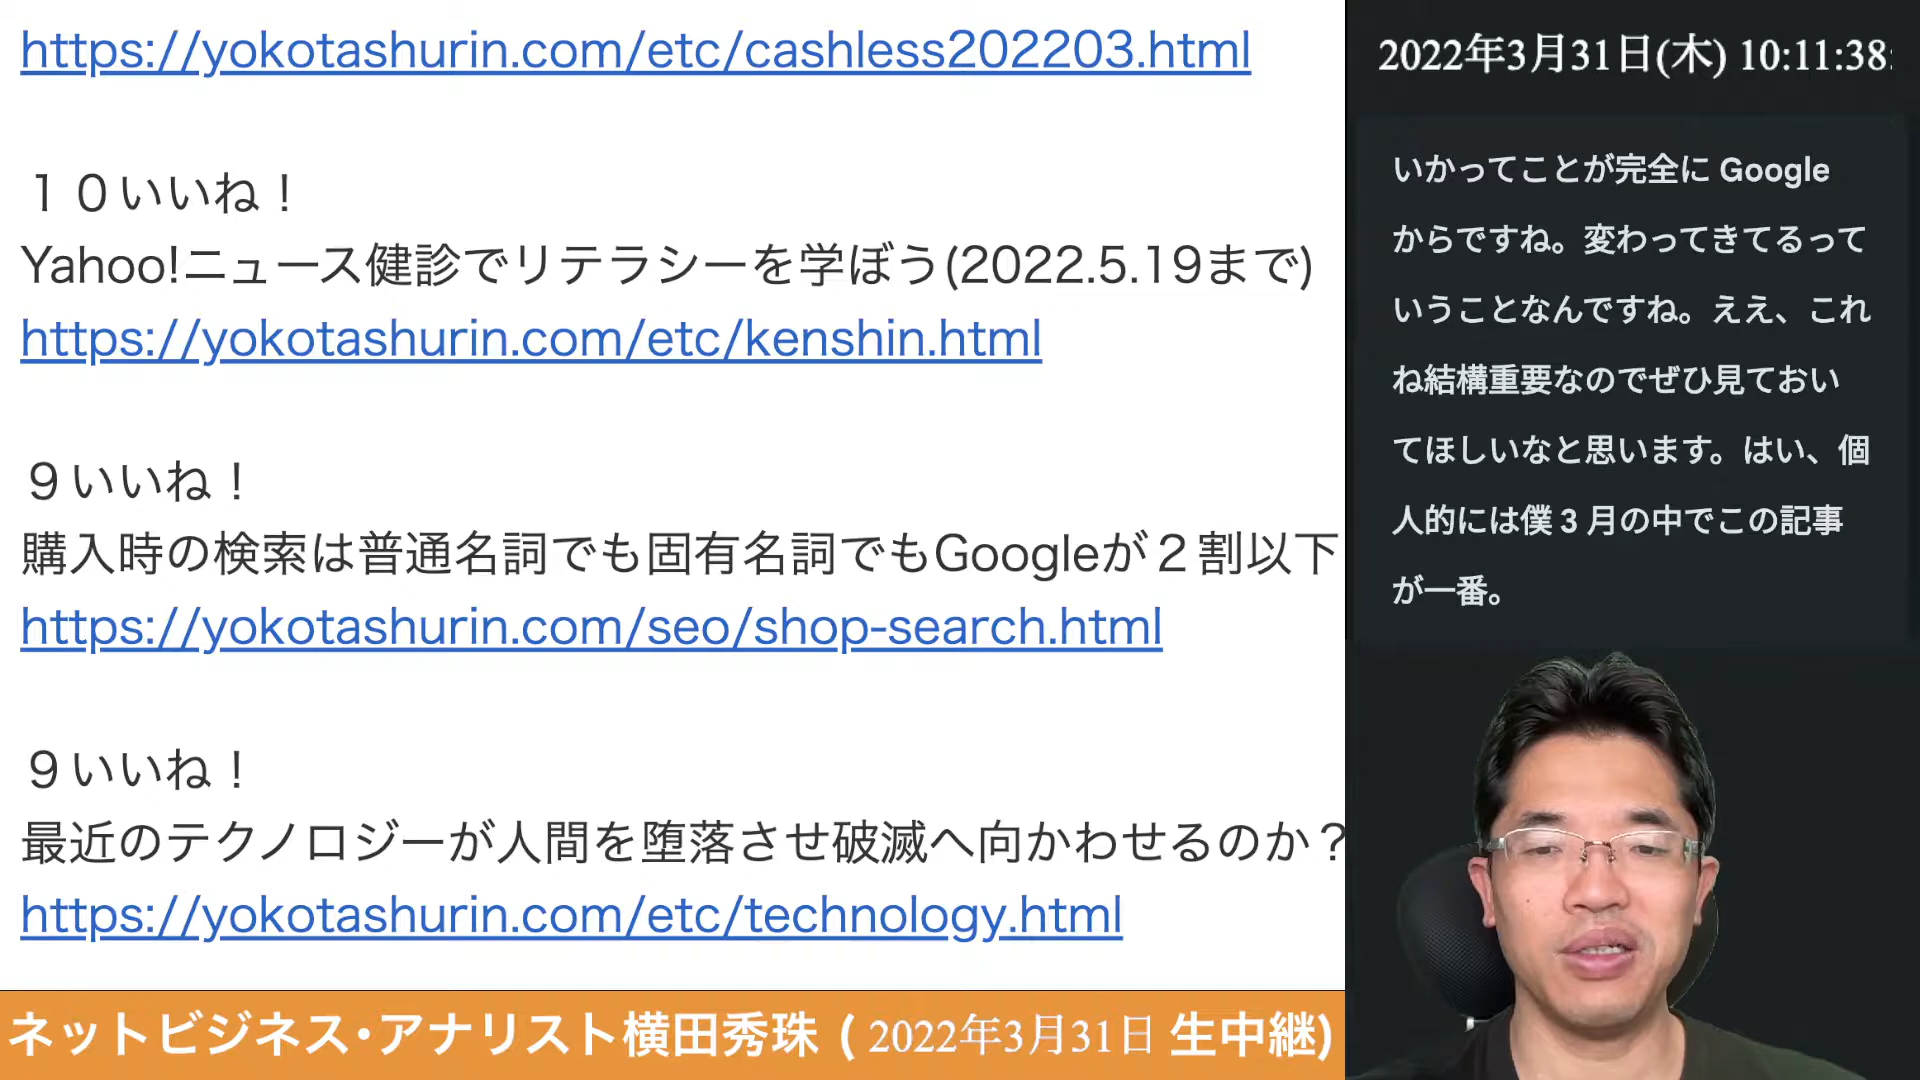 https://yokotashurin.com/etc/cashless202203.html
１０いいね！
Yahoo!ニュース健診でリテラシーを学ぼう(2022.5.19まで)
https://yokotashurin.com/etc/kenshin.html
９いいね！
購入時の検索は普通名詞でも固有名詞でもGoogleが２割以下
https://yokotashurin.com/seo/shop-search.html
９いいね！
最近のテクノロジーが人間を堕落させ破滅へ向かわせるのか？
https://yokotashurin.com/etc/technology.html
ネットビジネス・アナリスト横田秀珠 ( 2022年3月31日 生中継)
2022年3月31日(木) 10:11:38:
いかってことが完全に Google
からですね。変わってきてるって
いうことなんですね。ええ、これ
ね結構重要なのでぜひ見ておい
てほしいなと思います。はい、個
人的には僕 3 月の中でこの記事
が一番。